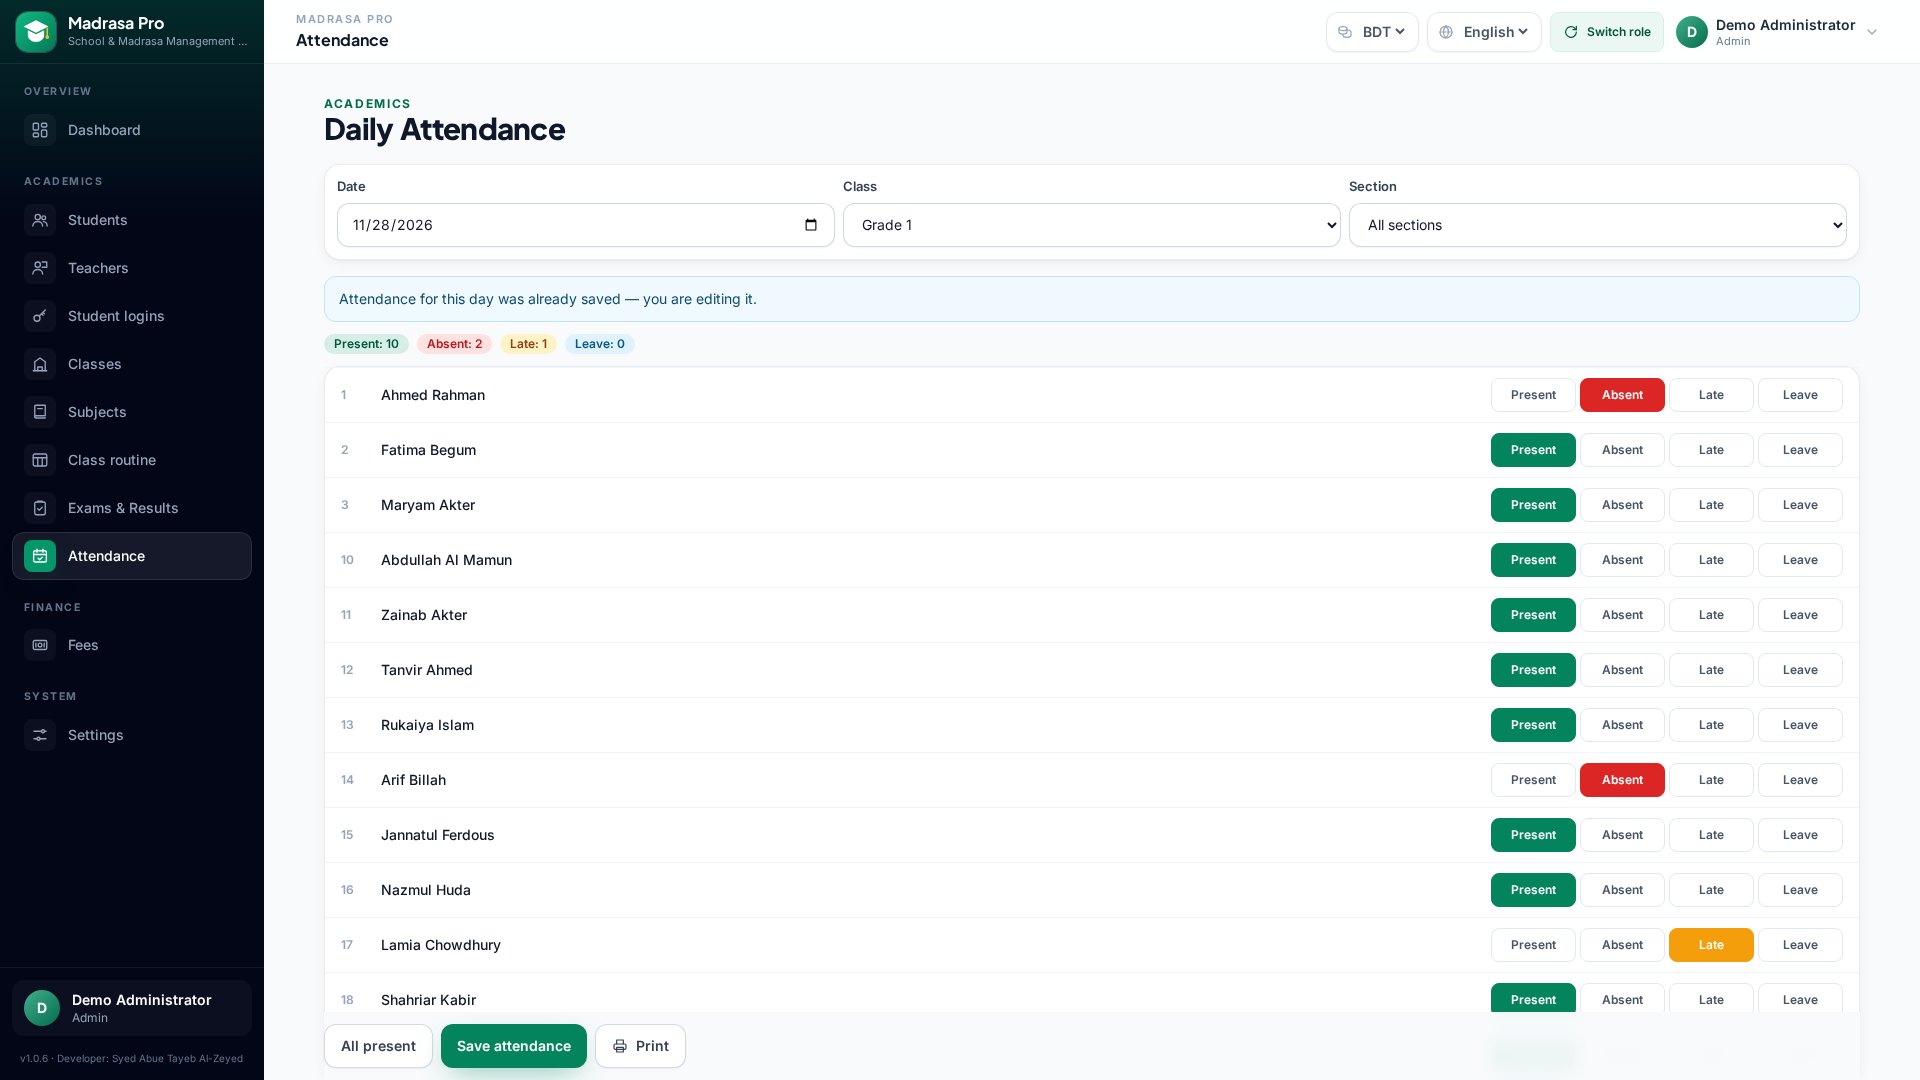 Madrasa Pro
School & Madrasa Management ...
OVERVIEW
Dashboard
ACADEMICS
Students
Teachers
Student logins
Classes
Subjects
Class routine
Exams & Results
Attendance
FINANCE
Fees
SYSTEM
Settings
D
Demo Administrator
Admin
v1.0.6 · Developer: Syed Abue Tayeb Al-Zeyed
MADRASA PRO
Attendance
BDT
English
Switch role
D
Demo Administrator
Admin
ACADEMICS
Daily Attendance
Date
Class
Section
11/28/2026
Grade 1
All sections
Attendance for this day was already saved — you are editing it.
Present: 10 Absent: 2 Late: 1 Leave: 0
1 Ahmed Rahman Present Absent Late Leave
2 Fatima Begum Present Absent Late Leave
3 Maryam Akter Present Absent Late Leave
10 Abdullah Al Mamun Present Absent Late Leave
11 Zainab Akter Present Absent Late Leave
12 Tanvir Ahmed Present Absent Late Leave
13 Rukaiya Islam Present Absent Late Leave
14 Arif Billah Present Absent Late Leave
15 Jannatul Ferdous Present Absent Late Leave
16 Nazmul Huda Present Absent Late Leave
17 Lamia Chowdhury Present Absent Late Leave
18 Shahriar Kabir Present Absent Late Leave
All present
Save attendance
Print